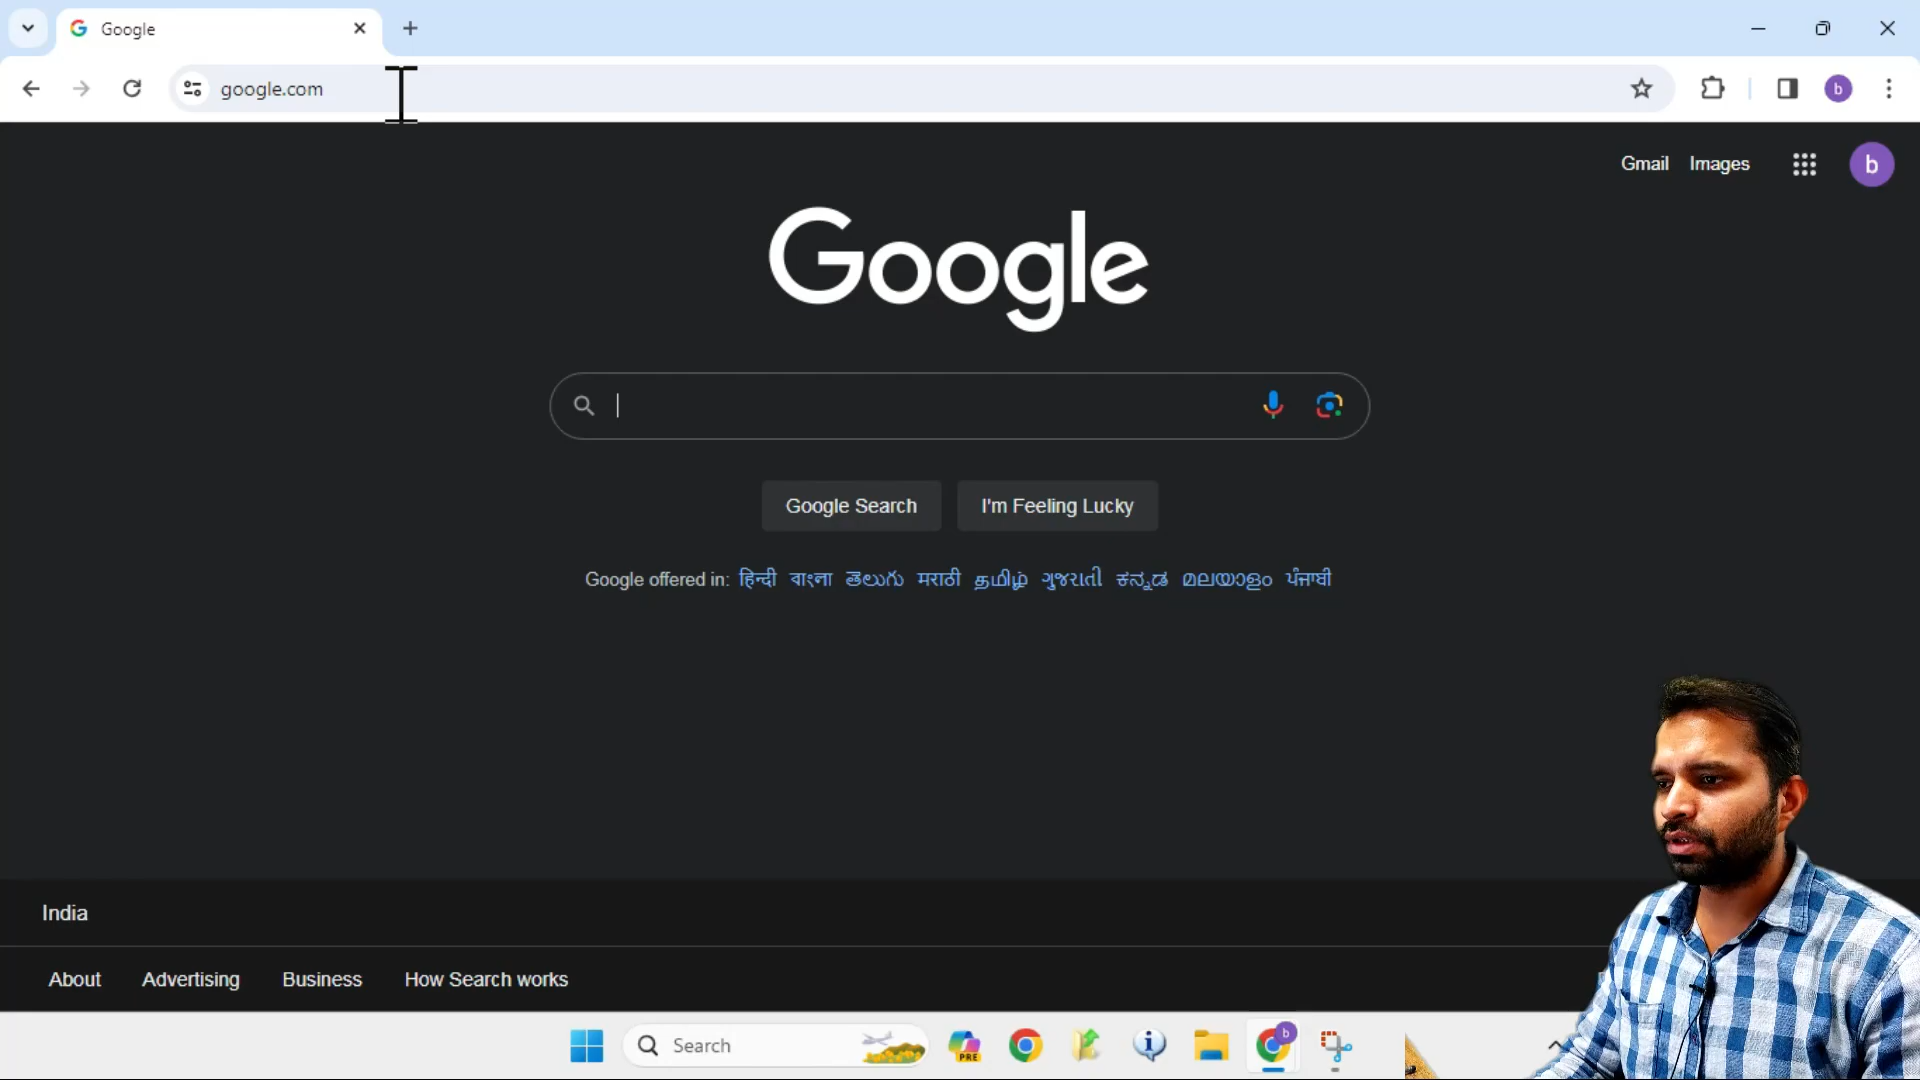 Google
google.com
b
Gmail Images b
Google
Google Search I'm Feeling Lucky
Google offered in: हिन्दी বাংলা తెలుగు मराठी தமிழ் ગુજરાતી ಕನ್ನಡ മലയാളം ਪੰਜਾਬੀ
India
About Advertising Business How Search works
Search PRE b